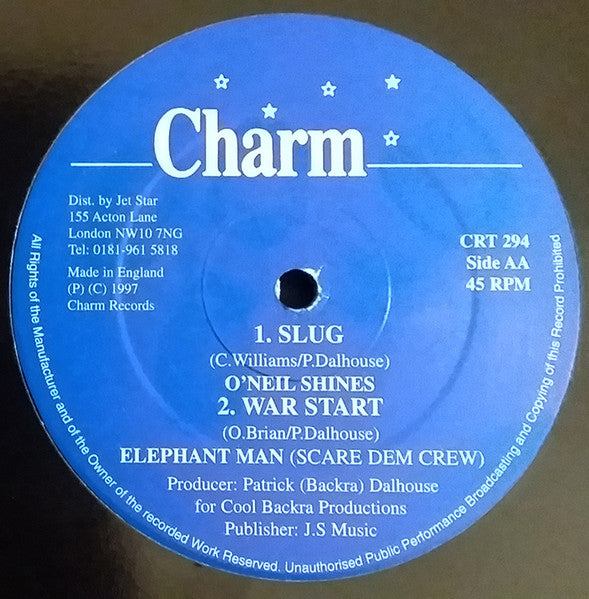 Charm
Dist. by Jet Star
155 Acton Lane
London NW10 7NG
Tel: 0181-961 5818
Made in England
(P) (C) 1997
Charm Records
CRT 294
Side AA
45 RPM
1. SLUG
(C.Williams/P.Dalhouse)
O'NEIL SHINES
2. WAR START
(O.Brian/P.Dalhouse)
ELEPHANT MAN (SCARE DEM CREW)
Producer: Patrick (Backra) Dalhouse
for Cool Backra Productions
Publisher: J.S Music
All Rights of the Manufacturer and of the Owner of the recorded Work Reserved. Unauthorised Public Performance Broadcasting and Copying of this Record Prohibited